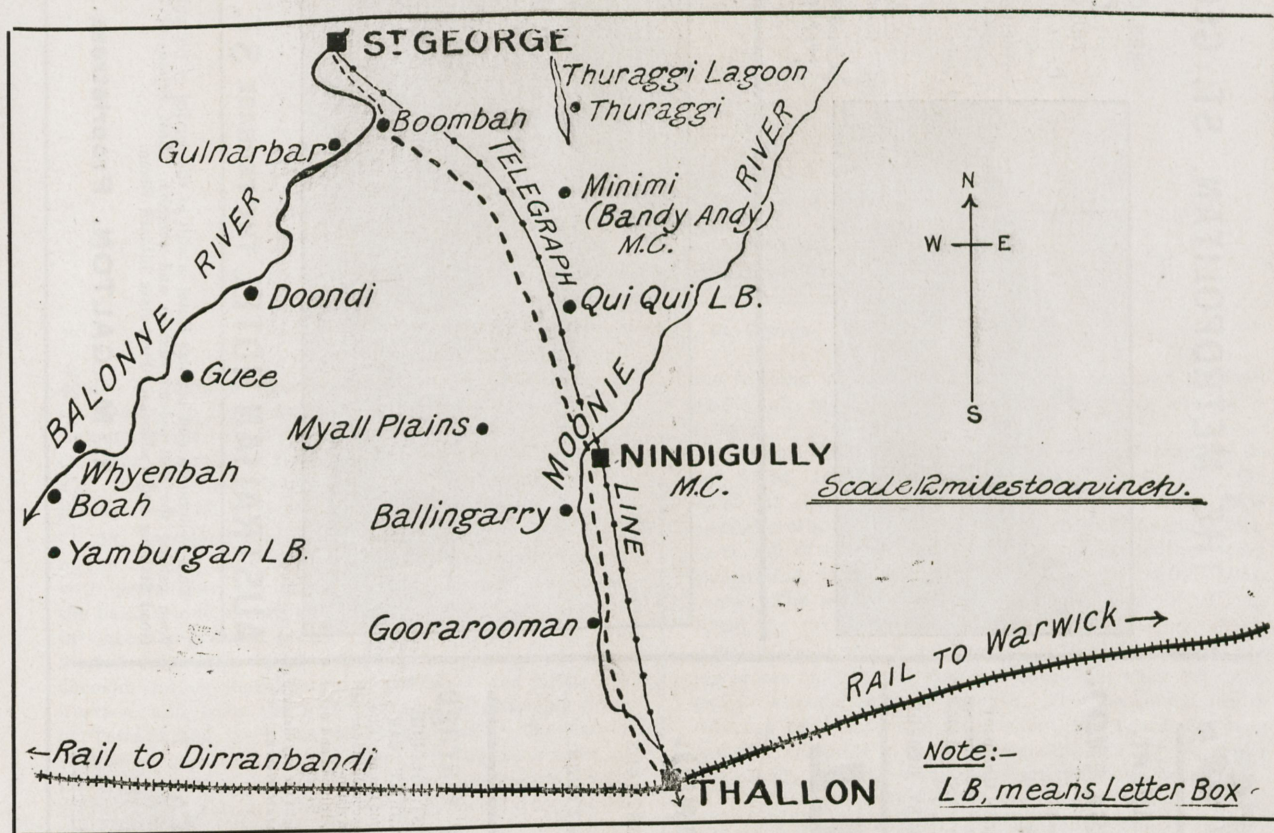 ST GEORGE
Thuraggi Lagoon
Thuraggi
Boombah
Gulnarbar
TELEGRAPH
RIVER
Minimi
(Bandy Andy)
M.C.
N
W E
S
RIVER
Doondi
Qui Qui L B.
BALONNE
Guee
MOONIE
Myall Plains
NINDIGULLY
M.C.
Whyenbah
Boah
Scale 12 miles to an inch.
LINE
Ballingarry
Yamburgan L B.
Goorarooman
RAIL TO Warwick →
←Rail to Dirranbandi
THALLON
Note:-
L B, means Letter Box